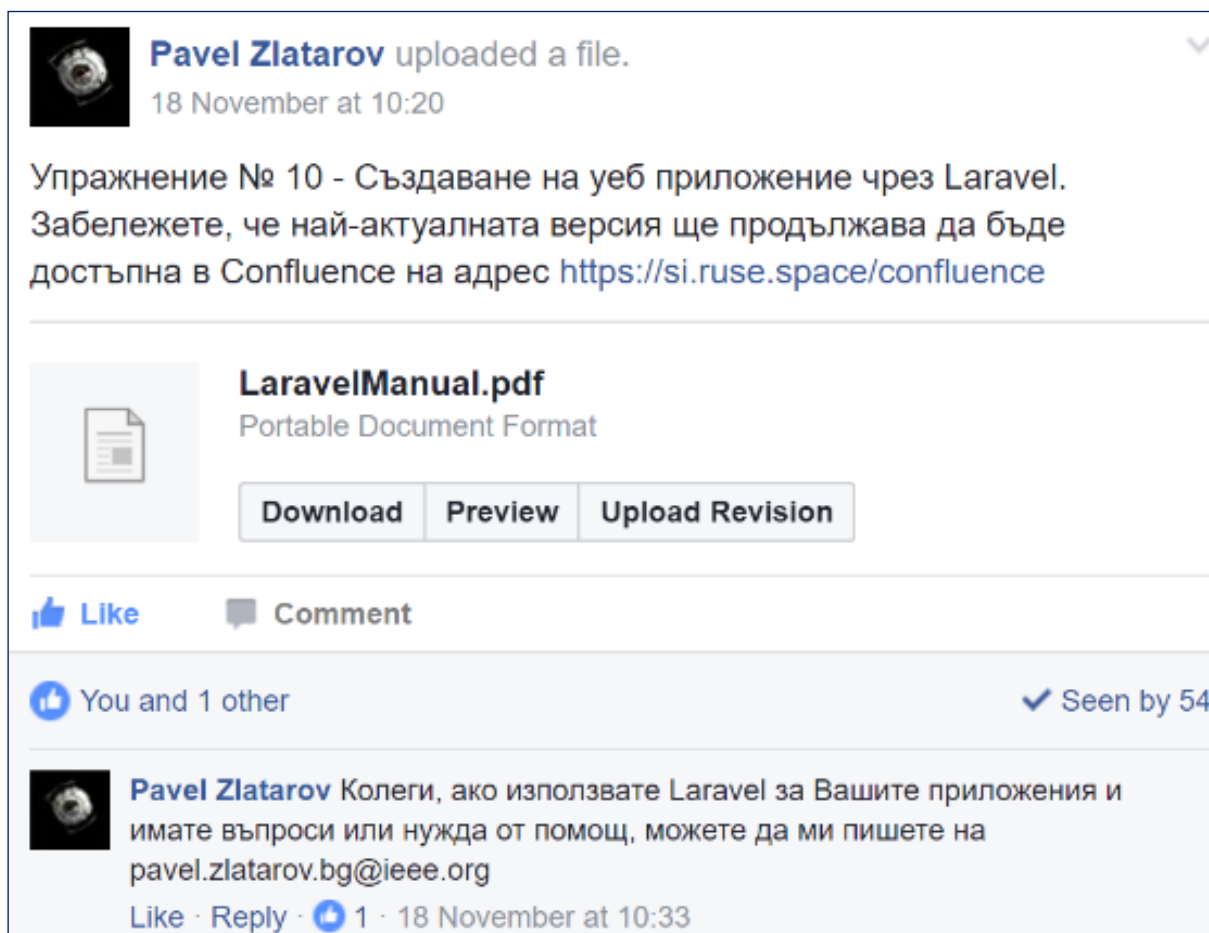 Pavel Zlatarov uploaded a file.
18 November at 10:20
Упражнение № 10 - Създаване на уеб приложение чрез Laravel.
Забележете, че най-актуалната версия ще продължава да бъде
достъпна в Confluence на адрес https://si.ruse.space/confluence
LaravelManual.pdf
Portable Document Format
Download Preview Upload Revision
Like Comment
You and 1 other Seen by 54
Pavel Zlatarov Колеги, ако използвате Laravel за Вашите приложения и
имате въпроси или нужда от помощ, можете да ми пишете на
pavel.zlatarov.bg@ieee.org
Like · Reply · 1 · 18 November at 10:33